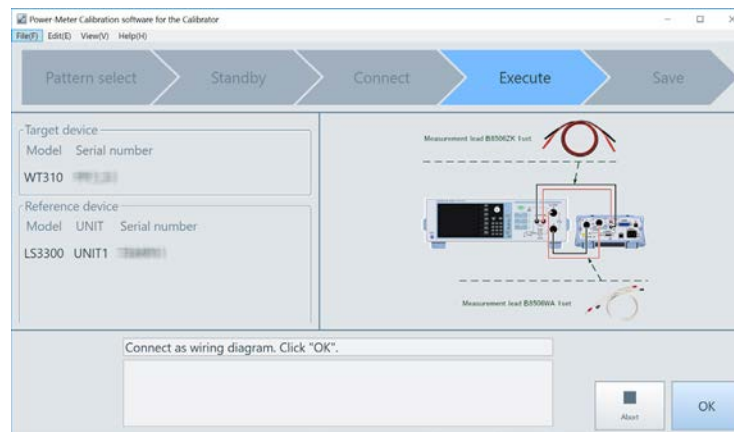 Power-Meter Calibration software for the Calibrator
File(F) Edit(E) View(V) Help(H)
Pattern select Standby Connect Execute Save
Target device
Model Serial number
WT310
Reference device
Model UNIT Serial number
LS3300 UNIT1
Measurement lead B8506ZK 1set
Measurement lead B8506WA 1set
Connect as wiring diagram. Click "OK".
Abort
OK